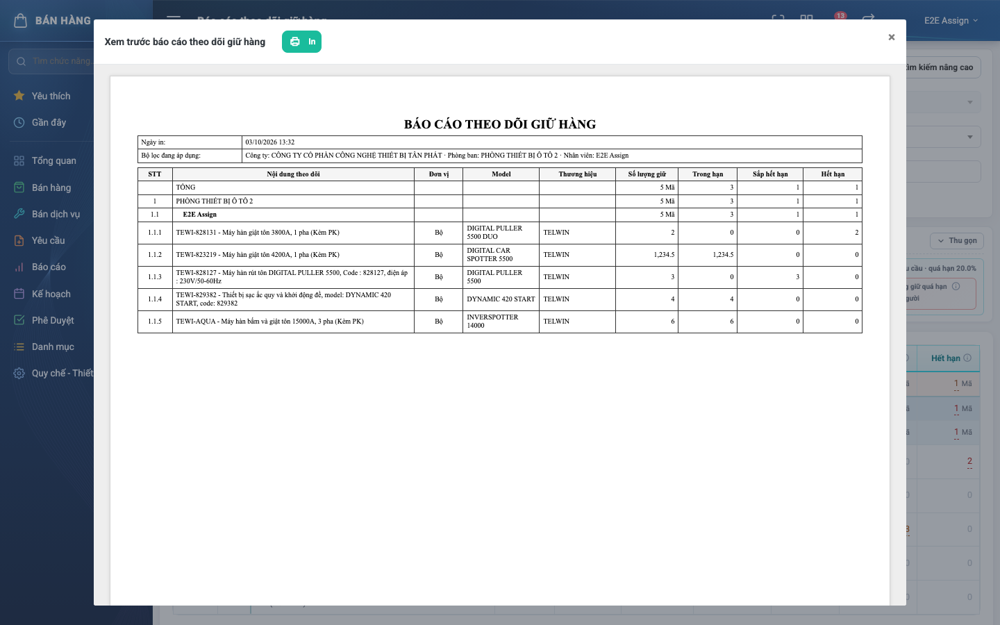 BÁN HÀNG
13
E2E Assign
Xem trước báo cáo theo dõi giữ hàng
In
×
Tìm chức năng
Yêu thích
Gần đây
Tổng quan
Bán hàng
Bán dịch vụ
Yêu cầu
Báo cáo
Kế hoạch
Phê Duyệt
Danh mục
Quy chế - Thiết
BÁO CÁO THEO DÕI GIỮ HÀNG
Ngày in: 03/10/2026 13:32
Bộ lọc đang áp dụng: Công ty: CÔNG TY CỔ PHẦN CÔNG NGHỆ THIẾT BỊ TÂN PHÁT · Phòng ban: PHÒNG THIẾT BỊ Ô TÔ 2 · Nhân viên: E2E Assign
STT Nội dung theo dõi Đơn vị Model Thương hiệu Số lượng giữ Trong hạn Sắp hết hạn Hết hạn
TỔNG 5 Mã 3 1 1
1 PHÒNG THIẾT BỊ Ô TÔ 2 5 Mã 3 1 1
1.1 E2E Assign 5 Mã 3 1 1
1.1.1 TEWI-828131 - Máy hàn giật tôn 3800A, 1 pha (Kèm PK) Bộ DIGITAL PULLER 5500 DUO TELWIN 2 0 0 2
1.1.2 TEWI-823219 - Máy hàn giật tôn 4200A, 1 pha (Kèm PK) Bộ DIGITAL CAR SPOTTER 5500 TELWIN 1,234.5 1,234.5 0 0
1.1.3 TEWI-828127 - Máy hàn rút tôn DIGITAL PULLER 5500, Code : 828127, điện áp : 230V/50-60Hz Bộ DIGITAL PULLER 5500 TELWIN 3 0 3 0
1.1.4 TEWI-829382 - Thiết bị sạc ắc quy và khởi động đề, model: DYNAMIC 420 START, code: 829382 Bộ DYNAMIC 420 START TELWIN 4 4 0 0
1.1.5 TEWI-AQUA - Máy hàn bấm và giật tôn 15000A, 3 pha (Kèm PK) Bộ INVERSPOTTER 14000 TELWIN 6 6 0 0
tìm kiếm nâng cao
Thu gọn
cầu · quá hạn 20.0%
giữ quá hạn
người
Hết hạn
1 Mã
1 Mã
1 Mã
2
0
0
0
0